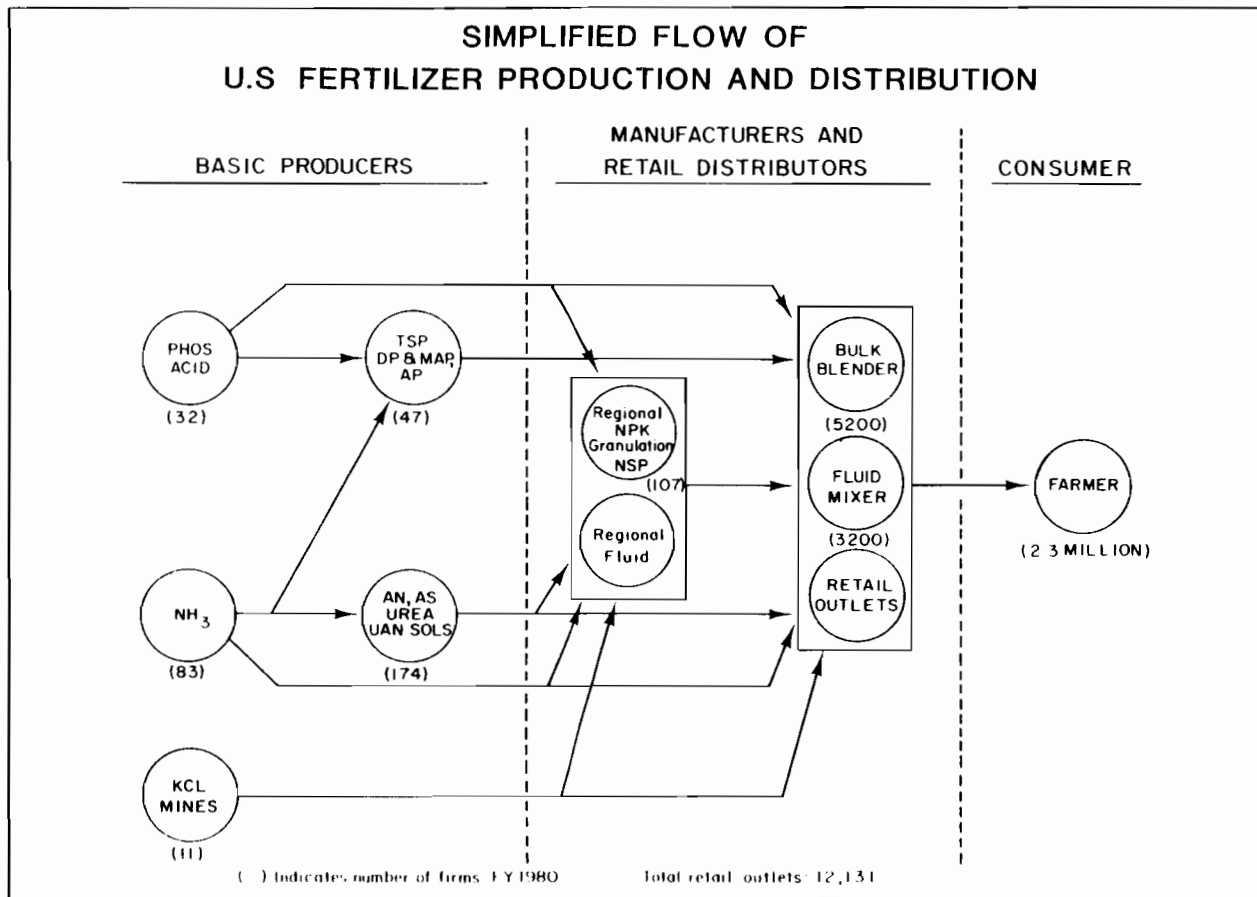 SIMPLIFIED FLOW OF
U.S FERTILIZER PRODUCTION AND DISTRIBUTION
BASIC PRODUCERS
MANUFACTURERS AND
RETAIL DISTRIBUTORS
CONSUMER
PHOS
ACID
(32)
TSP
DP & MAP,
AP
(47)
Regional
NPK
Granulation
NSP
(107)
Regional
Fluid
BULK
BLENDER
(5200)
FLUID
MIXER
(3200)
RETAIL
OUTLETS
FARMER
(2 3 MILLION)
NH3
(83)
AN, AS
UREA
UAN SOLS
(174)
KCL
MINES
(11)
( ) Indicates number of firms FY1980
Total retail outlets 12,131